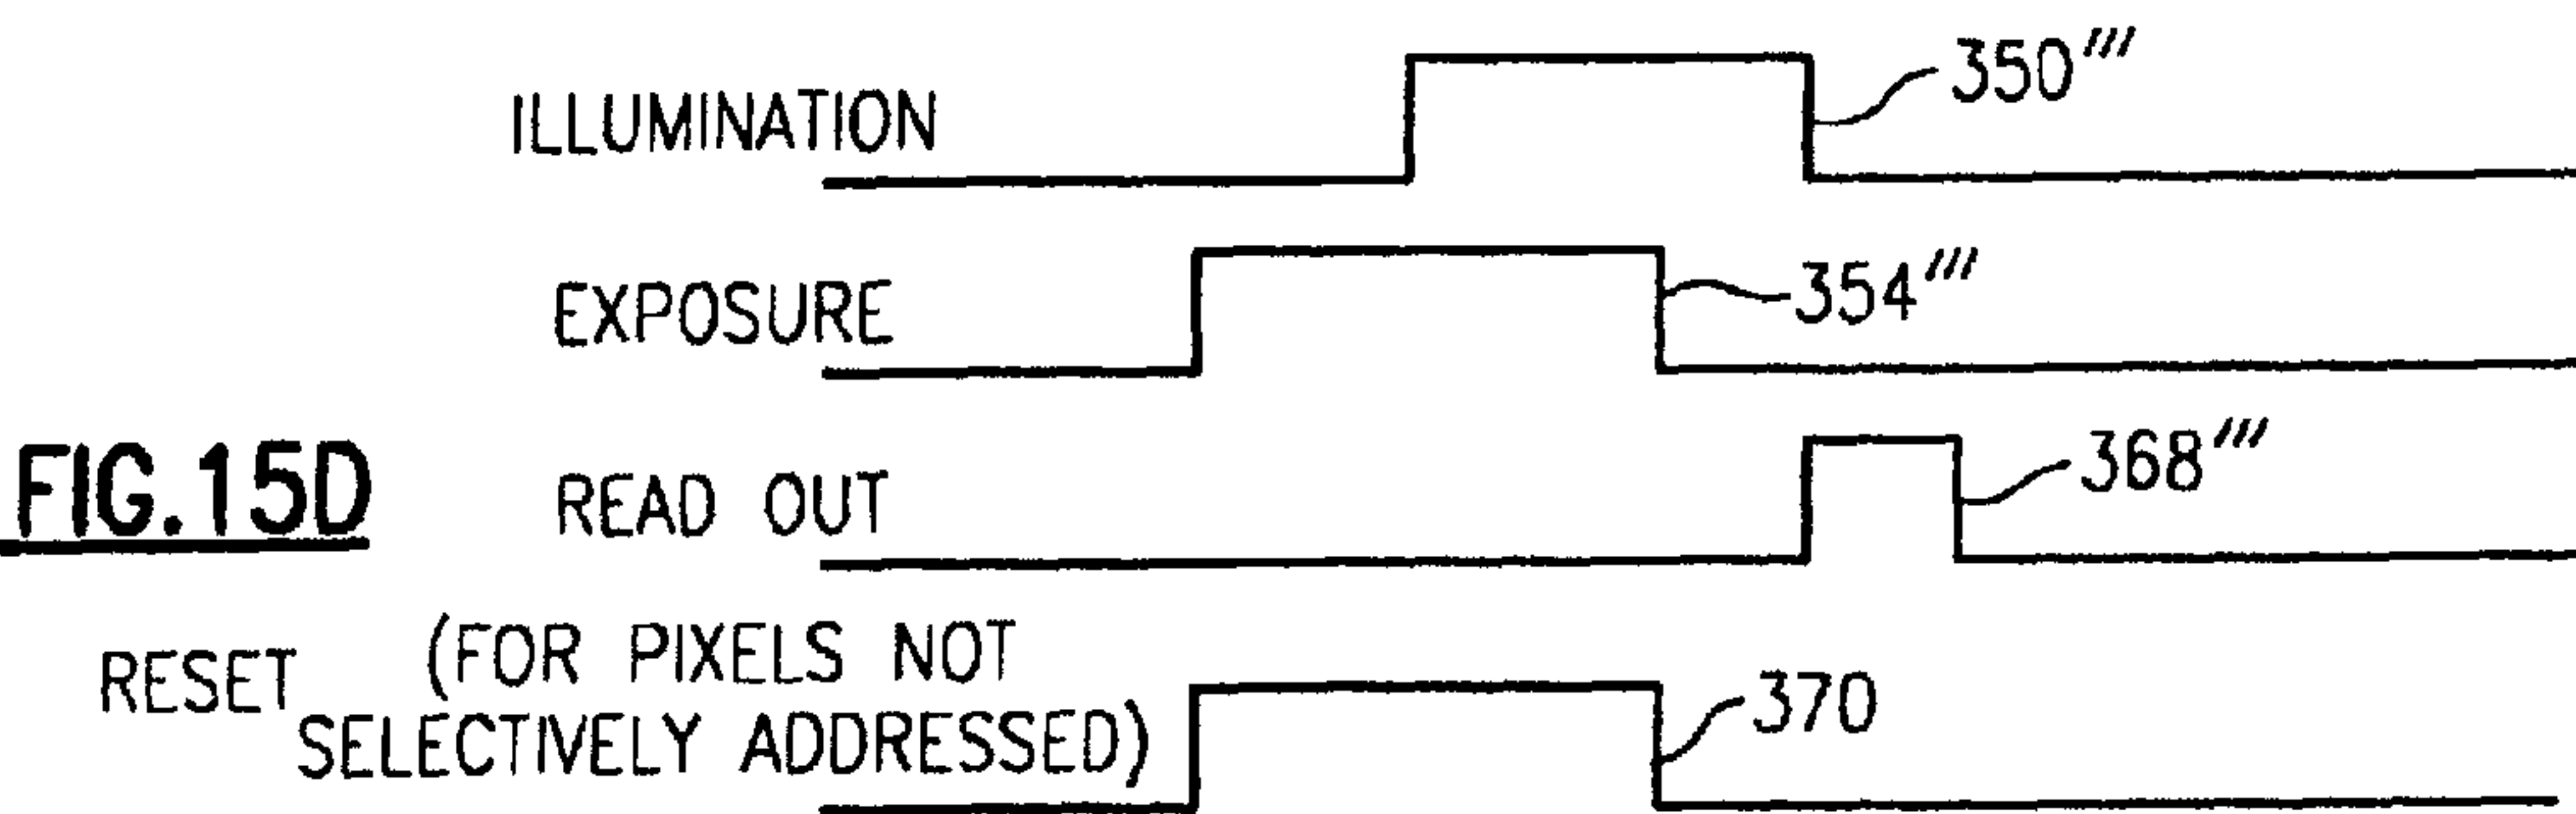 ILLUMINATION
350‴
EXPOSURE
354‴
FIG.15D
READ OUT
368‴
RESET (FOR PIXELS NOT
SELECTIVELY ADDRESSED)
370